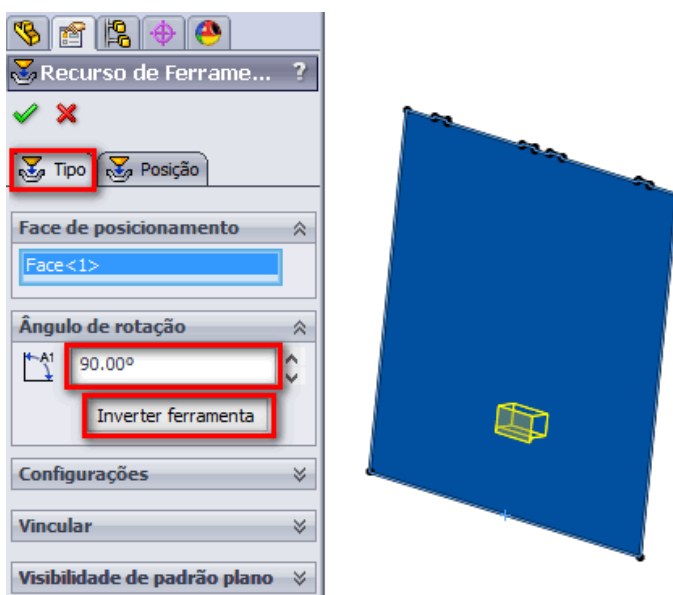 Recurso de Ferrame... ?
Tipo Posição
Face de posicionamento
Face<1>
Ângulo de rotação
A1 90.00º
Inverter ferramenta
Configurações
Vincular
Visibilidade de padrão plano